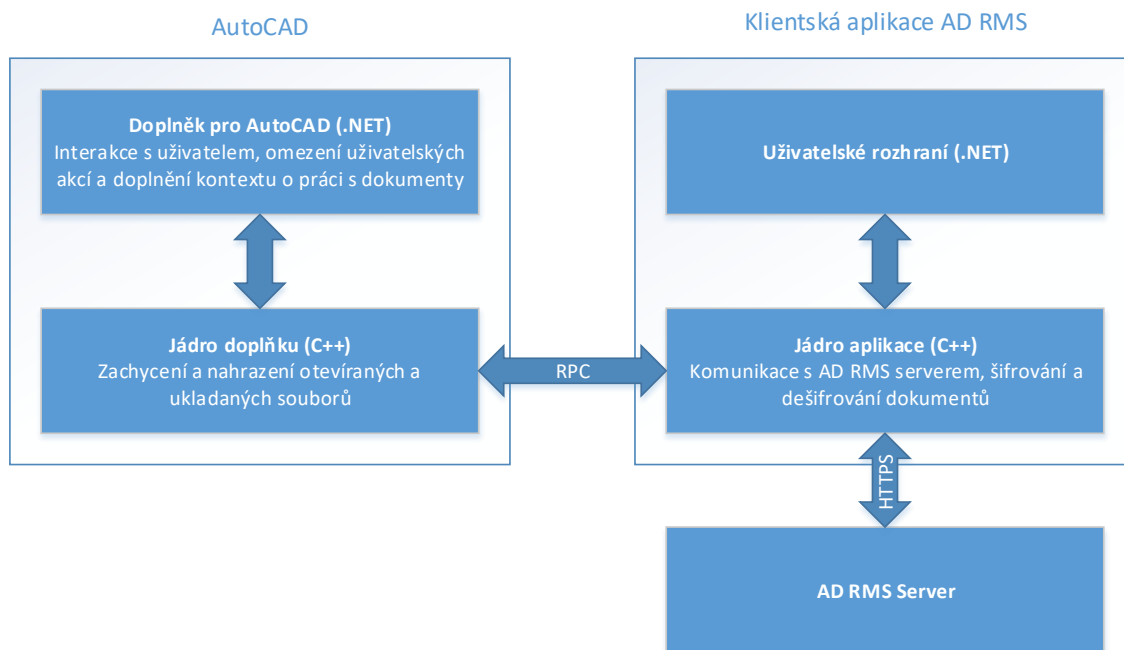 AutoCAD
Klientská aplikace AD RMS
Doplněk pro AutoCAD (.NET)
Interakce s uživatelem, omezení uživatelských
akcí a doplnění kontextu o práci s dokumenty
Uživatelské rozhraní (.NET)
Jádro doplňku (C++)
Zachycení a nahrazení otevíraných a
ukladaných souborů
RPC
Jádro aplikace (C++)
Komunikace s AD RMS serverem, šifrování a
dešifrování dokumentů
HTTPS
AD RMS Server